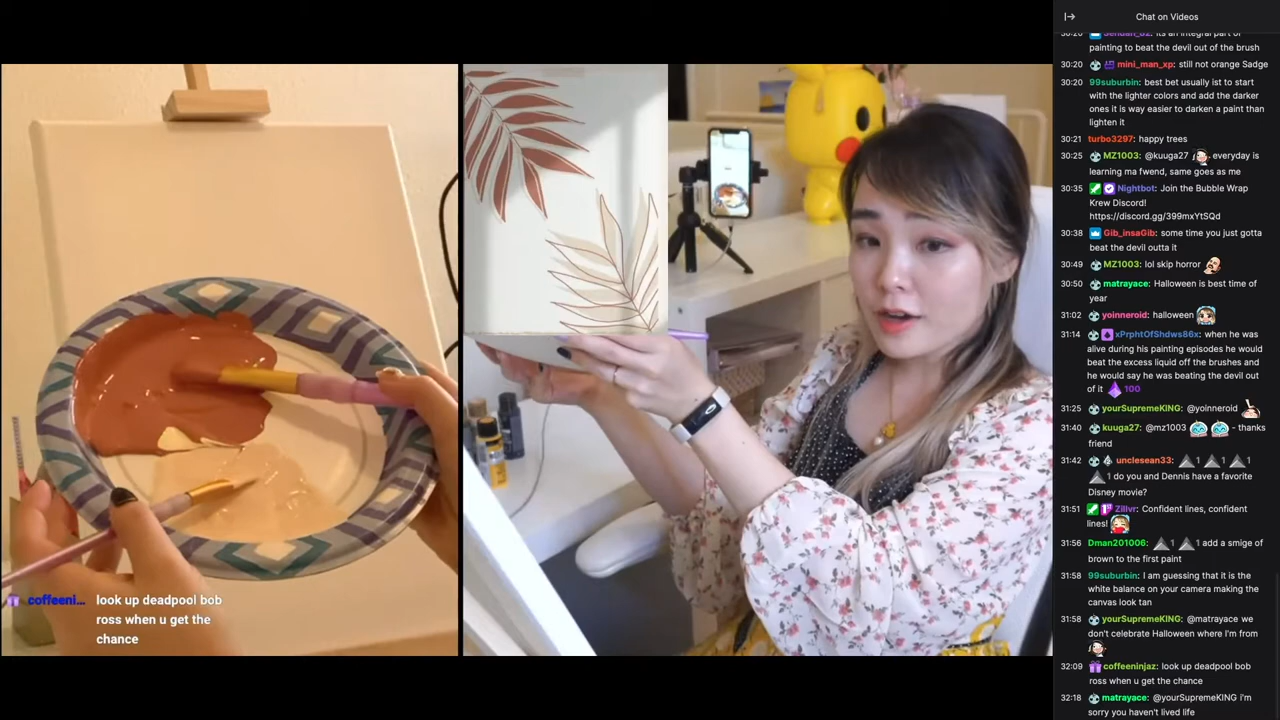 Chat on Videos
30:20 Sendan_82: its an integral part of
painting to beat the devil out of the brush
30:20 mini_man_xp: still not orange Sadge
30:20 99suburbin: best bet usually ist to start
with the lighter colors and add the darker
ones it is way easier to darken a paint than
lighten it
30:21 turbo3297: happy trees
30:25 MZ1003: @kuuga27 everyday is
learning ma fwend, same goes as me
30:35 Nightbot: Join the Bubble Wrap
Krew Discord!
https://discord.gg/399mxYtSQd
30:38 Gib_insaGib: some time you just
gotta beat the devil outta it
30:49 MZ1003: lol skip horror
30:50 matrayace: Halloween is best time of
year
31:02 yoinneroid: halloween
31:14 xPrphtOfShdws86x: when he was
alive during his painting episodes he would
beat the excess liquid off the brushes and
he would say he was beating the devil out
of it 100
31:25 yourSupremeKING: @yoinneroid
31:40 kuuga27: @mz1003 - thanks
friend
31:42 unclesean33: 1 1 1
1 do you and Dennis have a favorite
Disney movie?
31:51 Zillvr: Confident lines, confident
lines!
31:56 Dman201006: 1 1 add a smige of
brown to the first paint
31:58 99suburbin: I am guessing that it is the
white balance on your camera making the
canvas look tan
31:58 yourSupremeKING: @matrayace we
don't celebrate Halloween where I'm from
32:09 coffeeninjaz: look up deadpool bob
ross when u get the chance
32:18 matrayace: @yourSupremeKING i'm
sorry you haven't lived life
coffeeni... look up deadpool bob
ross when u get the
chance